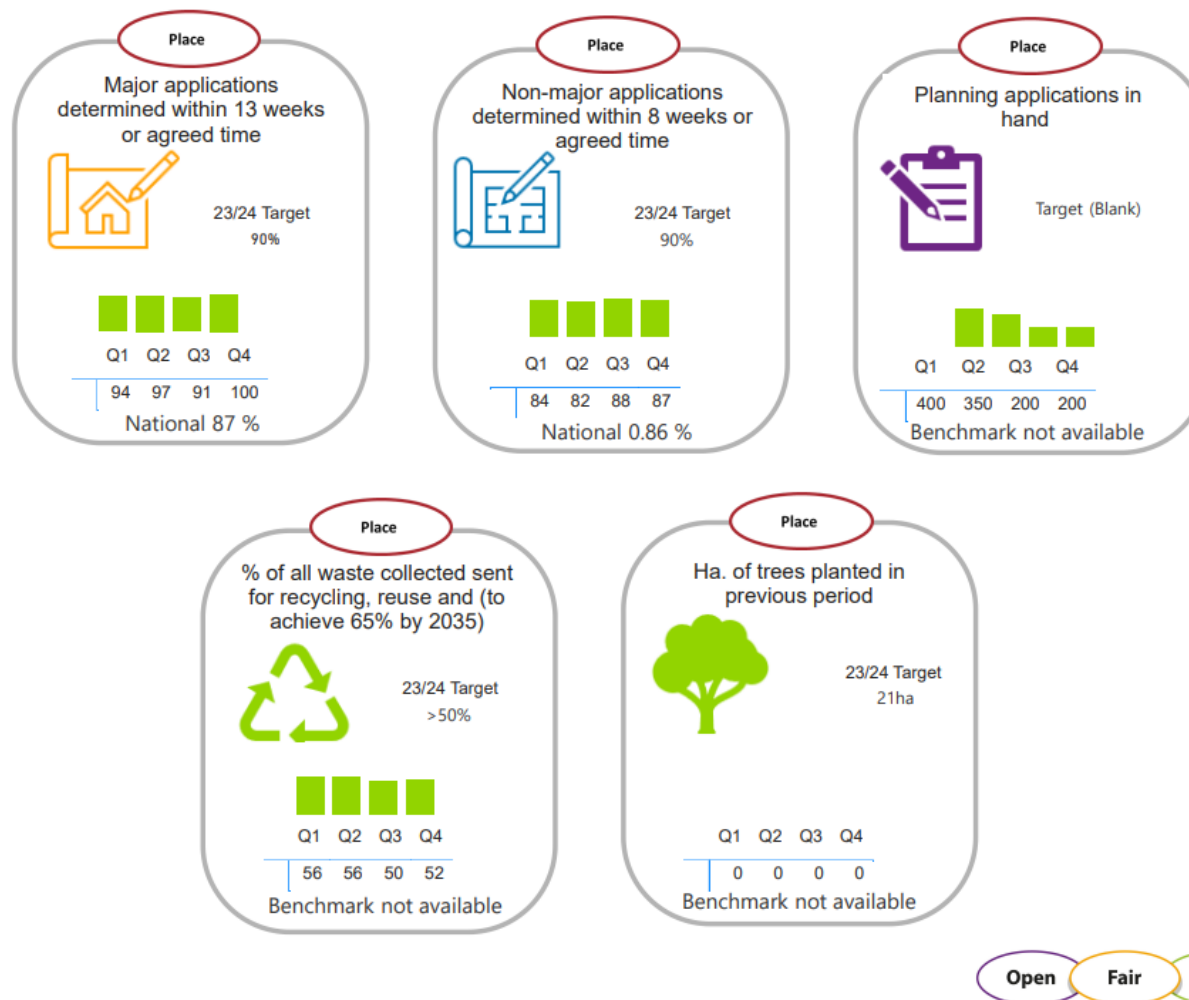 Place
Major applications
determined within 13 weeks
or agreed time
23/24 Target
90%
Q1 Q2 Q3 Q4
94 97 91 100
National 87 %
Place
Non-major applications
determined within 8 weeks or
agreed time
23/24 Target
90%
Q1 Q2 Q3 Q4
84 82 88 87
National 0.86 %
Place
Planning applications in
hand
Target (Blank)
Q1 Q2 Q3 Q4
400 350 200 200
Benchmark not available
Place
% of all waste collected sent
for recycling, reuse and (to
achieve 65% by 2035)
23/24 Target
>50%
Q1 Q2 Q3 Q4
56 56 50 52
Benchmark not available
Place
Ha. of trees planted in
previous period
23/24 Target
21ha
Q1 Q2 Q3 Q4
0 0 0 0
Benchmark not available
Open Fair